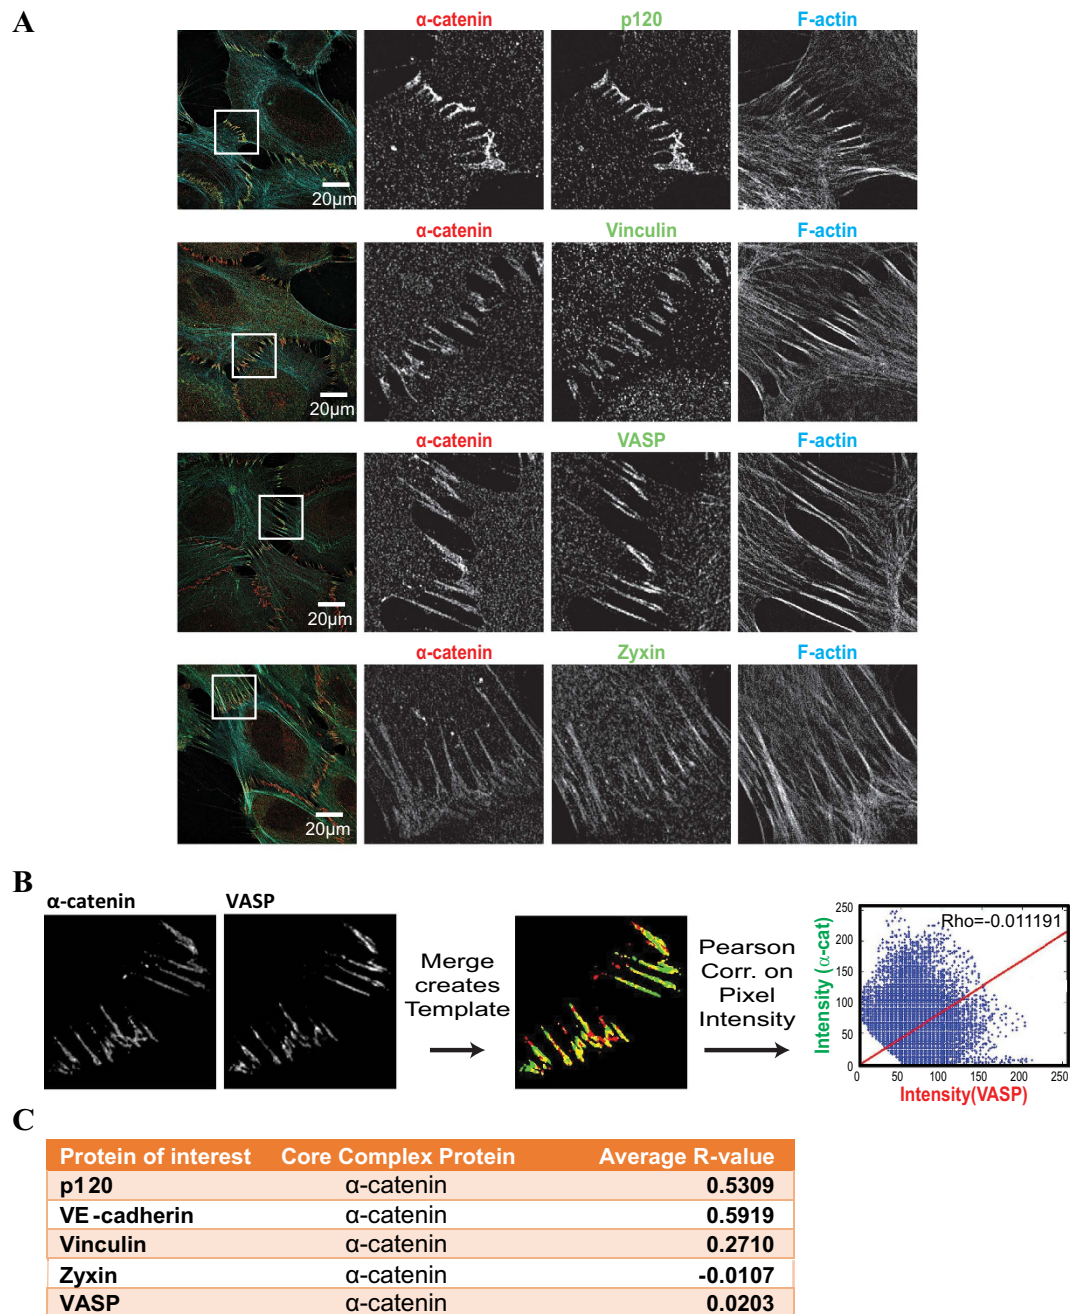 A
α-catenin p120 F-actin
20µm
α-catenin Vinculin F-actin
20µm
α-catenin VASP F-actin
20µm
α-catenin Zyxin F-actin
20µm
B
α-catenin VASP
Merge
creates
Template
Pearson
Corr. on
Pixel
Intensity
Rho=-0.011191
Intensity (α-cat)
250
200
150
100
50
0
0 50 100 150 200 250
Intensity(VASP)
C
Protein of interest Core Complex Protein Average R-value
p120 α-catenin 0.5309
VE-cadherin α-catenin 0.5919
Vinculin α-catenin 0.2710
Zyxin α-catenin -0.0107
VASP α-catenin 0.0203